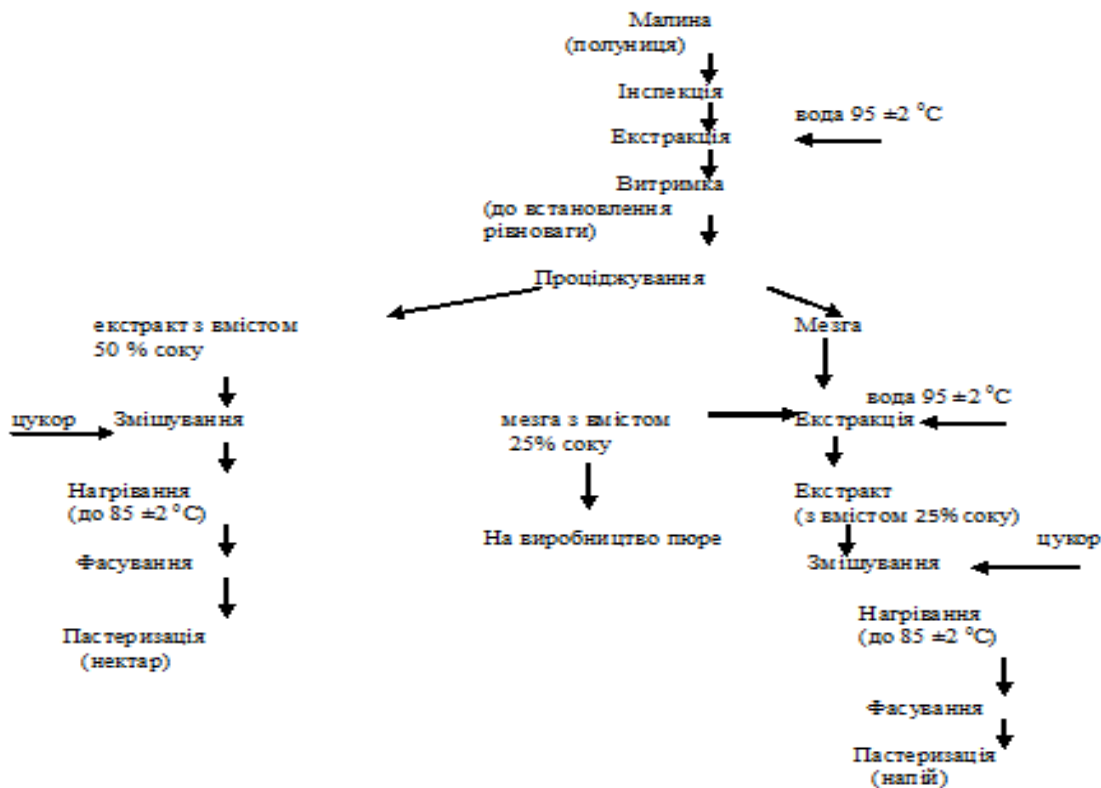 Малина
(полуниця)
Інспекція
вода 95 ±2 °С
Екстракція
Витримка
(до встановлення
рівноваги)
Проціджування
екстракт з вмістом
50 % соку
Мезга
цукор
Змішування
мезга з вмістом
25% соку
вода 95 ±2 °С
Екстракція
Нагрівання
(до 85 ±2 °С)
Екстракт
(з вмістом 25% соку)
На виробництво пюре
цукор
Фасування
Змішування
Пастеризація
(нектар)
Нагрівання
(до 85 ±2 °С)
Фасування
Пастеризація
(напій)